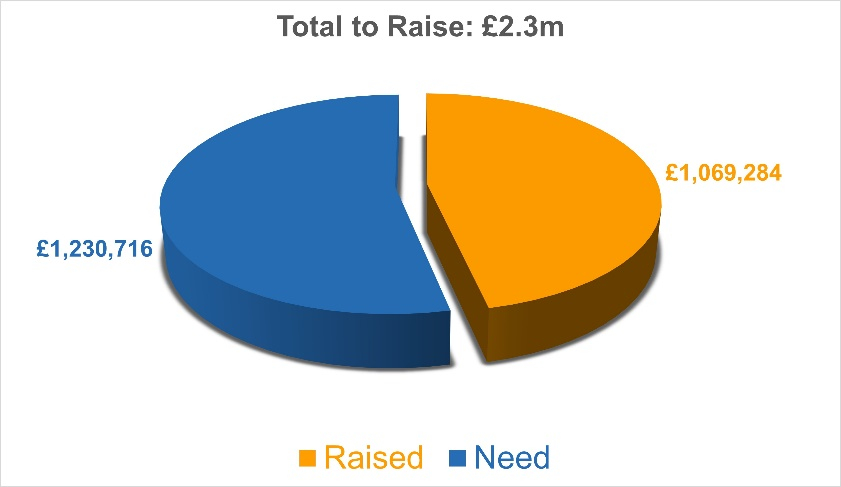 Total to Raise: £2.3m
£1,069,284
£1,230,716
Raised Need